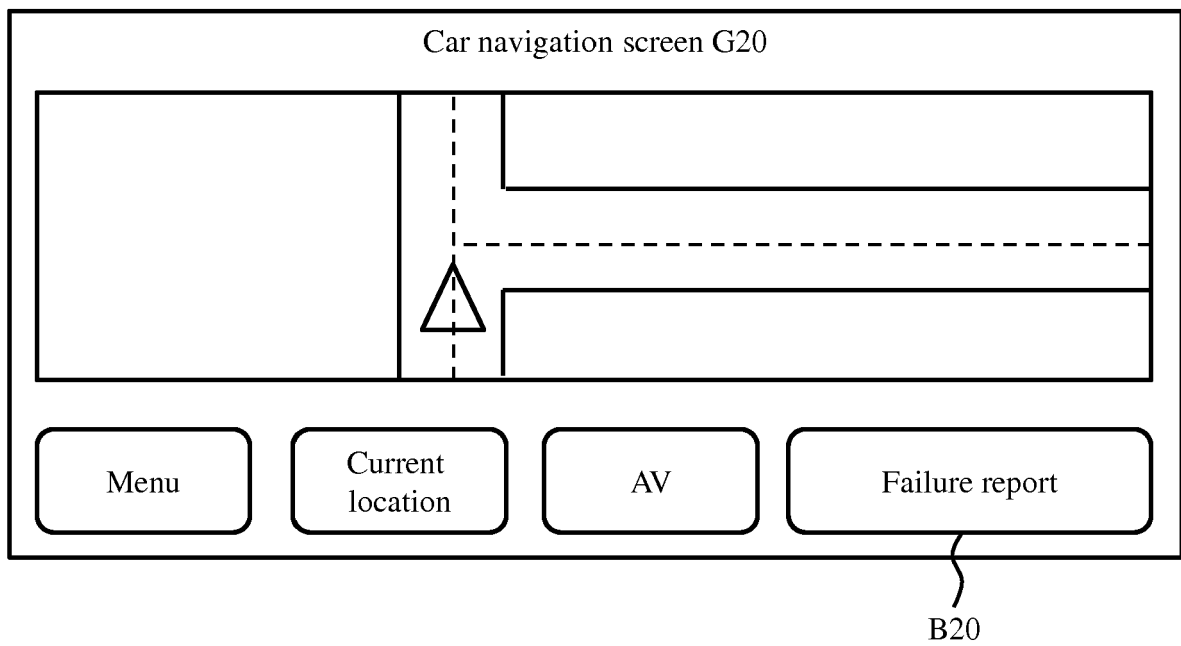 Car navigation screen G20
Menu
Current
location
AV
Failure report
B20